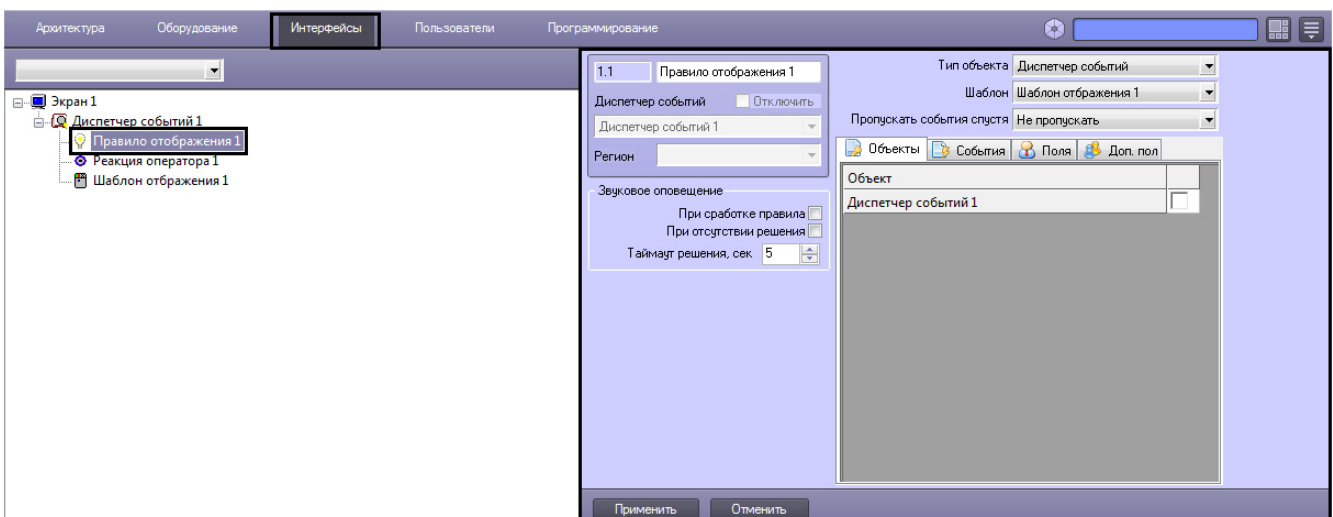 Архитектура Оборудование Интерфейсы Пользователи Программирование
Экран 1
Диспетчер событий 1
Правило отображения 1
Реакция оператора 1
Шаблон отбражения 1
1.1 Правило отображения 1
Диспетчер событий Отключить
Диспетчер событий 1
Регион
Звуковое оповещение
При сработке правила
При отсутствии решения
Таймаут решения, сек 5
Тип объекта Диспетчер событий
Шаблон Шаблон отбражения 1
Пропускать события спустя Не пропускать
Объекты События Поля Доп. пол
Объект
Диспетчер событий 1
Применить Отменить